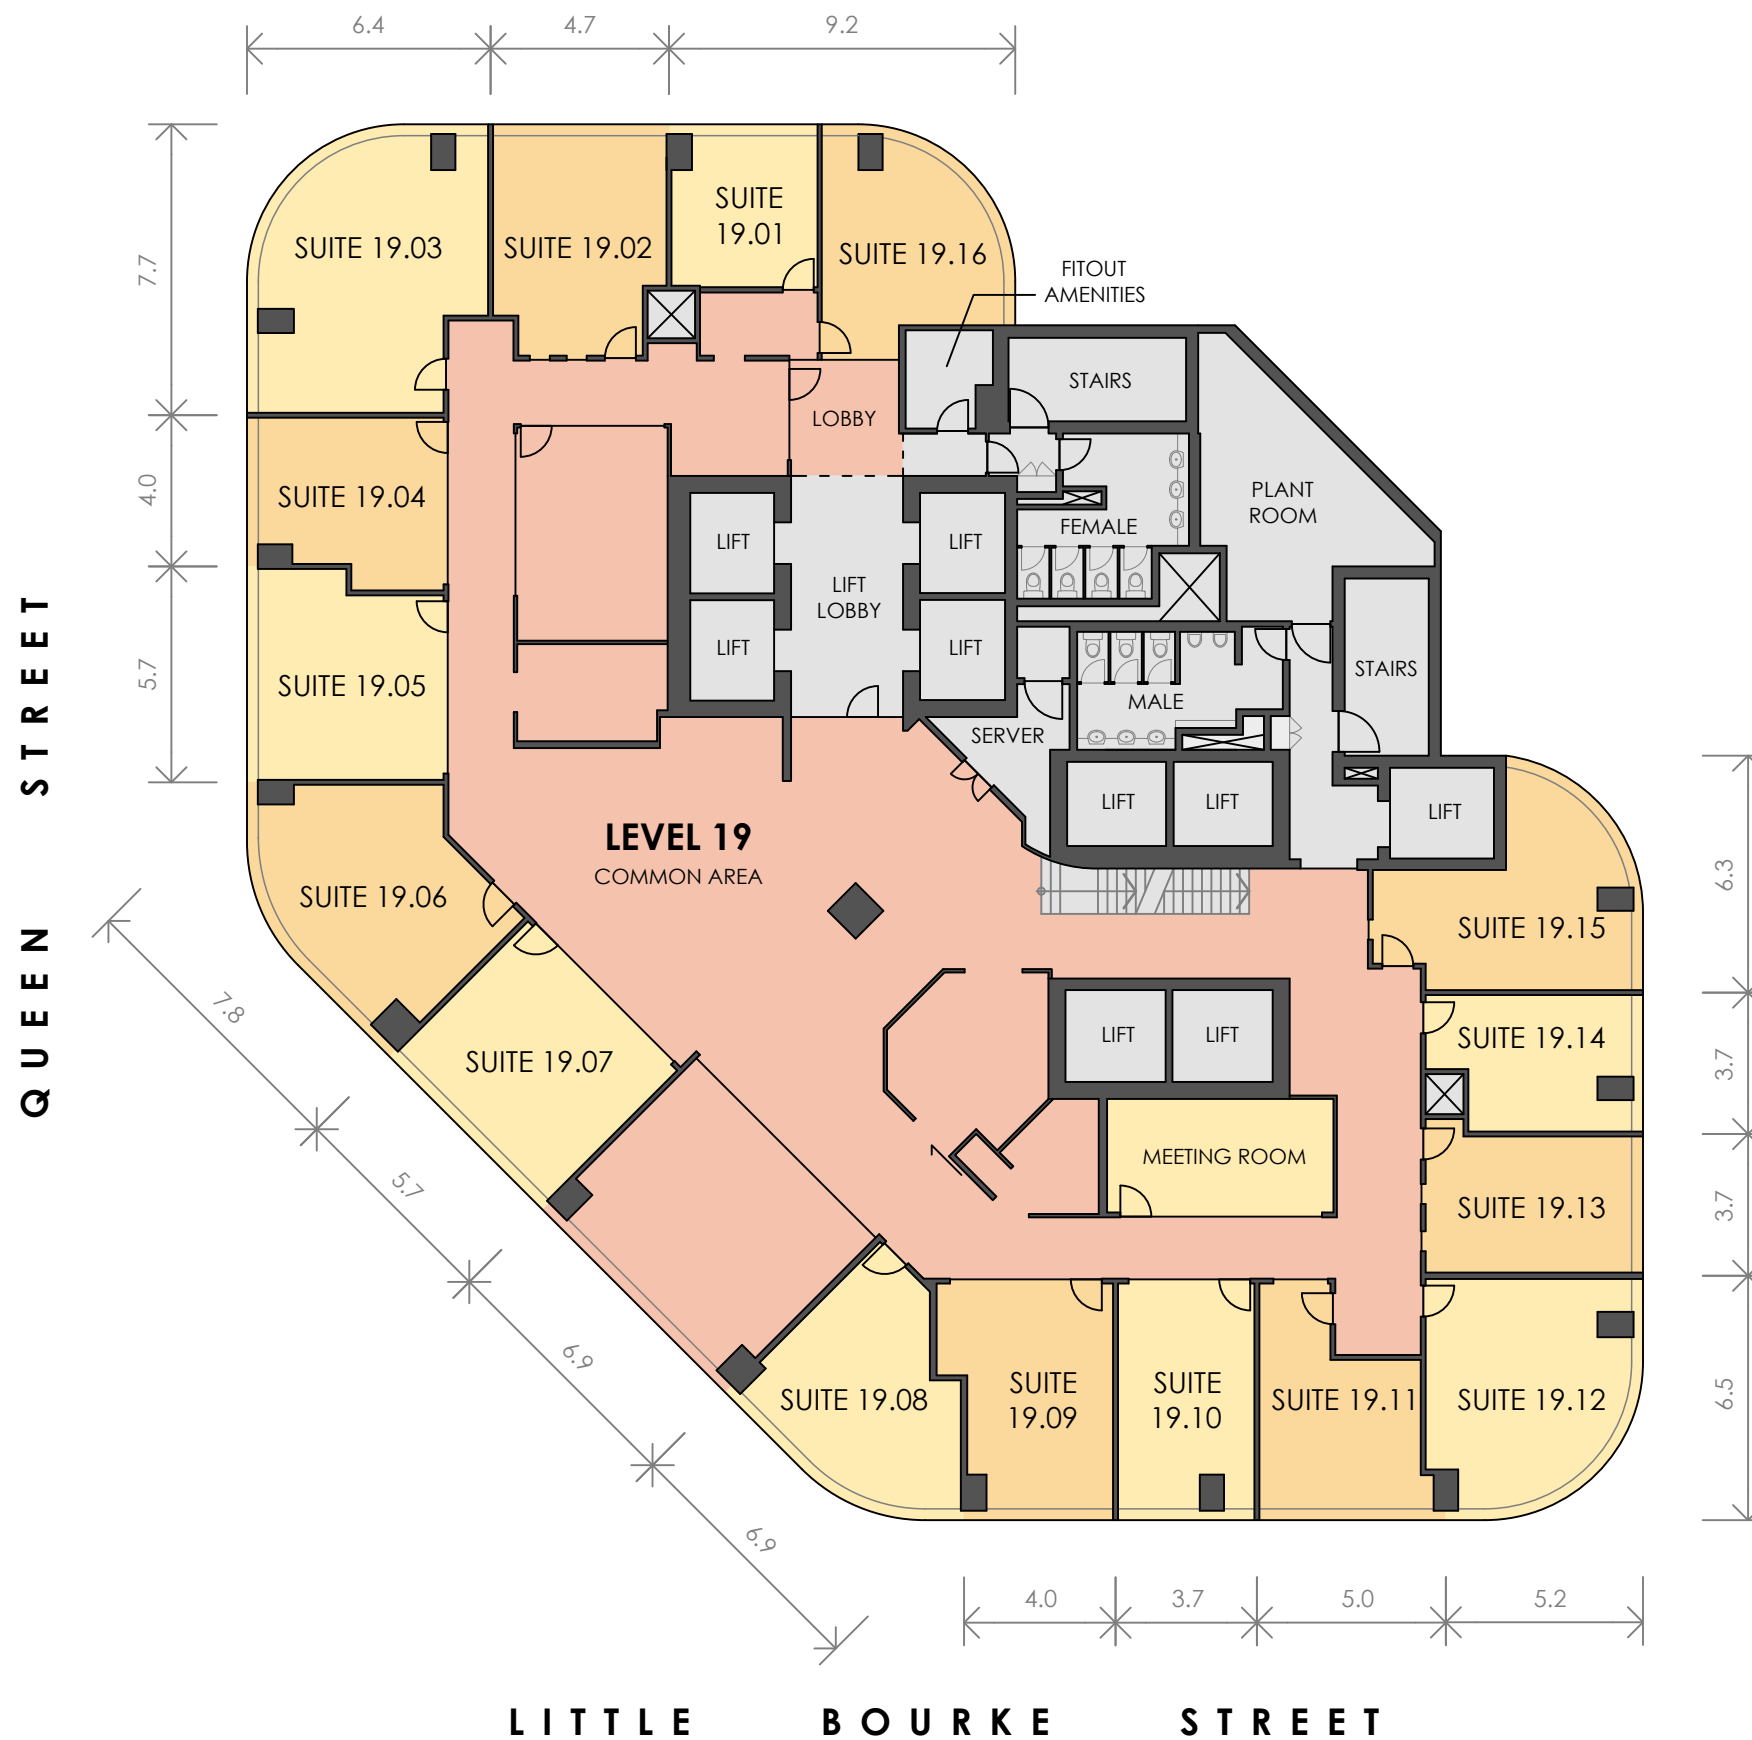 6.4
4.7
9.2
7.7
4.0
5.7
QUEEN STREET
SUITE 19.03
SUITE 19.02
SUITE
19.01
SUITE 19.16
FITOUT
AMENITIES
STAIRS
LOBBY
SUITE 19.04
PLANT
ROOM
FEMALE
LIFT
LIFT
LIFT
LOBBY
LIFT
LIFT
SUITE 19.05
STAIRS
MALE
SERVER
LIFT
LIFT
LIFT
LEVEL 19
COMMON AREA
SUITE 19.06
SUITE 19.15
6.3
7.8
SUITE 19.07
LIFT
LIFT
SUITE 19.14
3.7
MEETING ROOM
SUITE 19.13
3.7
5.7
6.9
6.9
SUITE 19.08
SUITE
19.09
SUITE
19.10
SUITE 19.11
SUITE 19.12
6.5
4.0
3.7
5.0
5.2
LITTLE BOURKE STREET